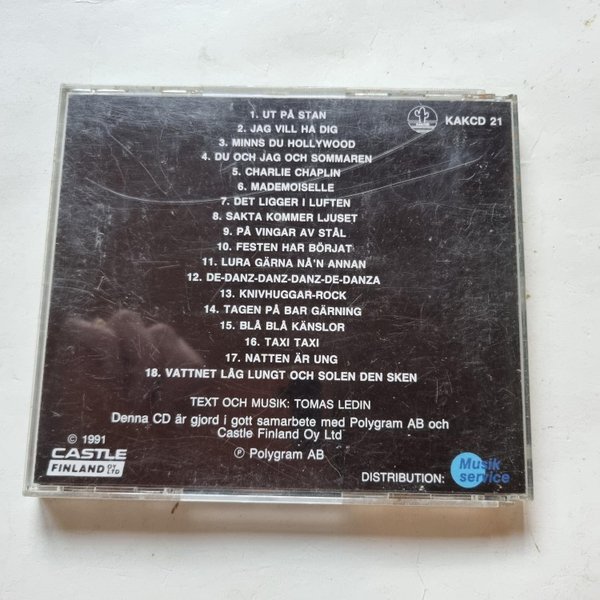 KAKCD 21
1. UT PÅ STAN
2. JAG VILL HA DIG
3. MINNS DU HOLLYWOOD
4. DU OCH JAG OCH SOMMAREN
5. CHARLIE CHAPLIN
6. MADEMOISELLE
7. DET LIGGER I LUFTEN
8. SAKTA KOMMER LJUSET
9. PÅ VINGAR AV STÅL
10. FESTEN HAR BÖRJAT
11. LURA GÄRNA NÅ'N ANNAN
12. DE-DANZ-DANZ-DANZ-DE-DANZA
13. KNIVHUGGAR-ROCK
14. TAGEN PÅ BAR GÄRNING
15. BLÅ BLÅ KÄNSLOR
16. TAXI TAXI
17. NATTEN ÄR UNG
18. VATTNET LÅG LUNGT OCH SOLEN DEN SKEN
TEXT OCH MUSIK: TOMAS LEDIN
Denna CD är gjord i gott samarbete med Polygram AB och
Castle Finland Oy Ltd
℗ Polygram AB
© 1991
CASTLE
FINLAND OY LTD
DISTRIBUTION:
Musik
service